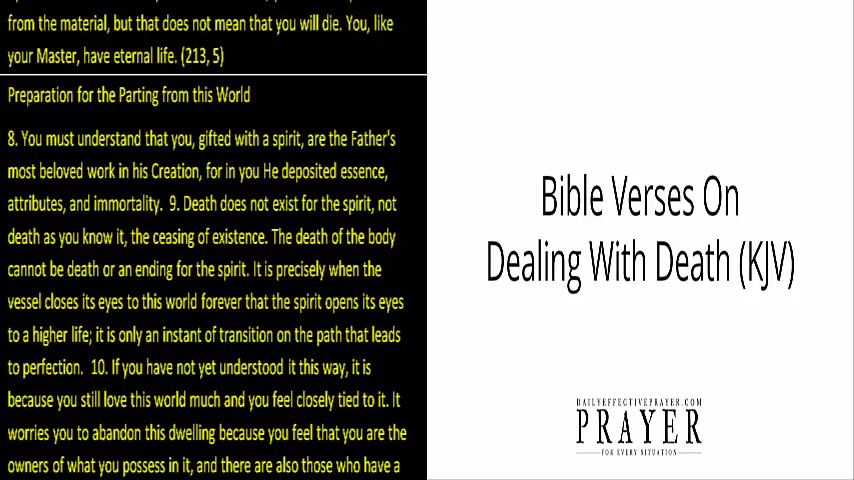 from the material, but that does not mean that you will die. You, like
your Master, have eternal life. (213, 5)
Preparation for the Parting from this World
8. You must understand that you, gifted with a spirit, are the Father's
most beloved work in his Creation, for in you He deposited essence,
attributes, and immortality.  9. Death does not exist for the spirit, not
death as you know it, the ceasing of existence. The death of the body
cannot be death or an ending for the spirit. It is precisely when the
vessel closes its eyes to this world forever that the spirit opens its eyes
to a higher life; it is only an instant of transition on the path that leads
to perfection.  10. If you have not yet understood it this way, it is
because you still love this world much and you feel closely tied to it. It
worries you to abandon this dwelling because you feel that you are the
owners of what you possess in it, and there are also those who have a
Bible Verses On
Dealing With Death (KJV)
DAILYEFFECTIVEPRAYER.COM
PRAYER
FOR EVERY SITUATION